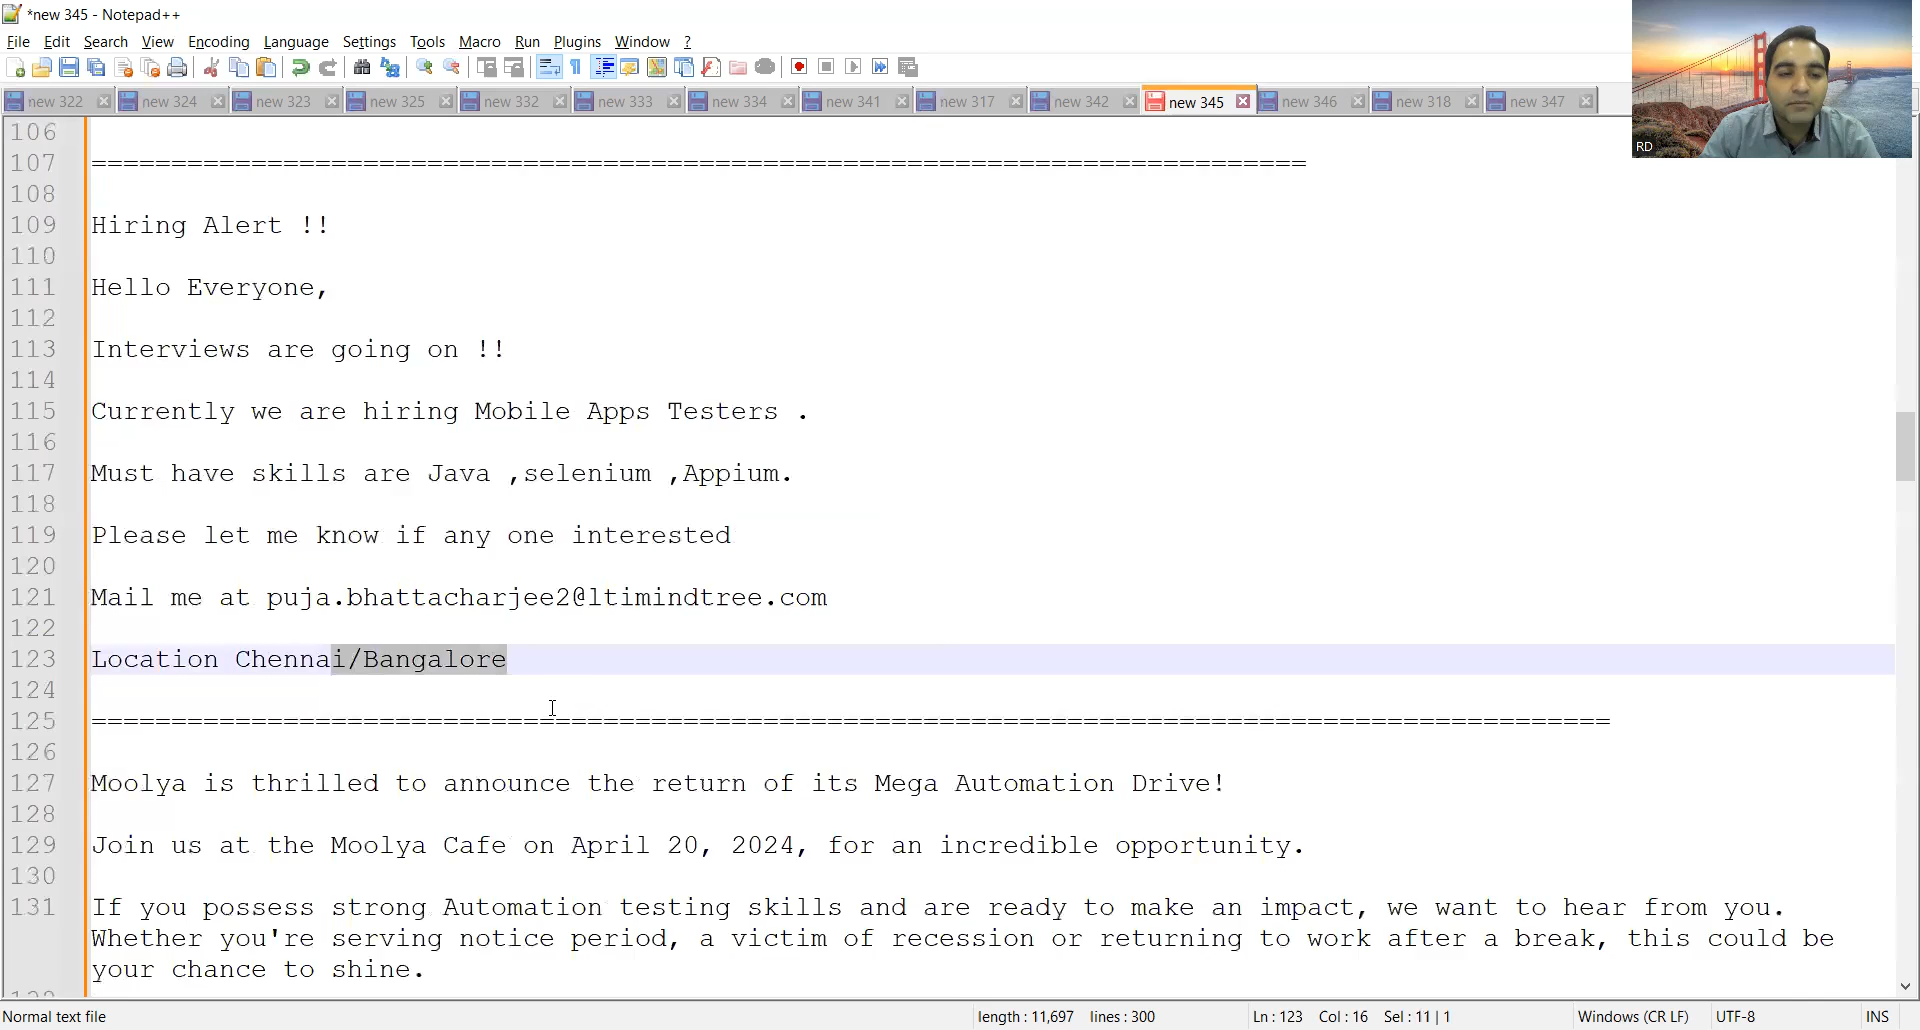 *new 345 - Notepad++
File Edit Search View Encoding Language Settings Tools Macro Run Plugins Window ?
new 322 new 324 new 323 new 325 new 332 new 333 new 334 new 341 new 317 new 342 new 345 new 346 new 318 new 347
RD
106
107 ============================================================================
108
109 Hiring Alert !!
110
111 Hello Everyone,
112
113 Interviews are going on !!
114
115 Currently we are hiring Mobile Apps Testers .
116
117 Must have skills are Java ,selenium ,Appium.
118
119 Please let me know if any one interested
120
121 Mail me at puja.bhattacharjee2@ltimindtree.com
122
123 Location Chennai/Bangalore
124
125 ===============================================================================================
126
127 Moolya is thrilled to announce the return of its Mega Automation Drive!
128
129 Join us at the Moolya Cafe on April 20, 2024, for an incredible opportunity.
130
131 If you possess strong Automation testing skills and are ready to make an impact, we want to hear from you.
Whether you're serving notice period, a victim of recession or returning to work after a break, this could be
your chance to shine.
Normal text file length : 11,697 lines : 300 Ln : 123 Col : 16 Sel : 11 | 1 Windows (CR LF) UTF-8 INS